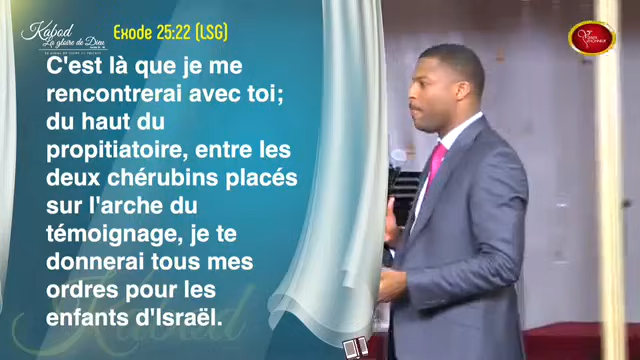 Kabod
La gloire de Dieu
Exode 25:22 (LSG)
C'est là que je me
rencontrerai avec toi;
du haut du
propitiatoire, entre les
deux chérubins placés
sur l'arche du
témoignage, je te
donnerai tous mes
ordres pour les
enfants d'Israël.
Kabod